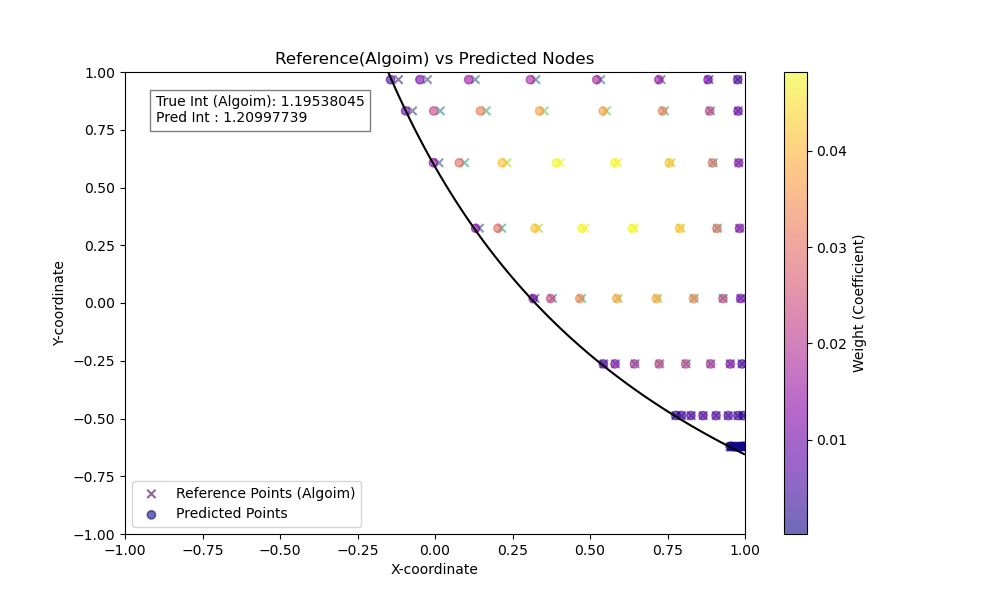 Reference(Algoim) vs Predicted Nodes
True Int (Algoim): 1.19538045
Pred Int : 1.20997739
1.00
0.75
0.50
0.25
0.00
−0.25
−0.50
−0.75
−1.00
Y-coordinate
Reference Points (Algoim)
Predicted Points
−1.00 −0.75 −0.50 −0.25 0.00 0.25 0.50 0.75 1.00
X-coordinate
0.04
0.03
0.02
0.01
Weight (Coefficient)